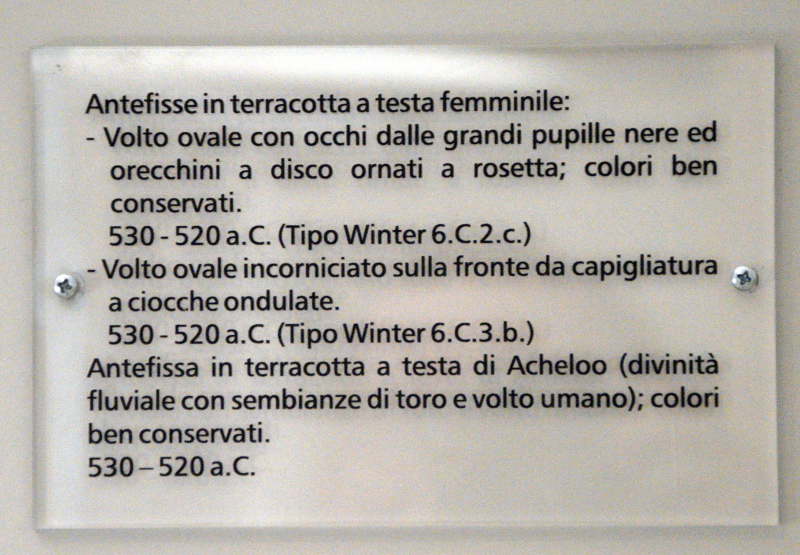 Antefisse in terracotta a testa femminile:
- Volto ovale con occhi dalle grandi pupille nere ed
orecchini a disco ornati a rosetta; colori ben
conservati.
530 - 520 a.C. (Tipo Winter 6.C.2.c.)
- Volto ovale incorniciato sulla fronte da capigliatura
a ciocche ondulate.
530 - 520 a.C. (Tipo Winter 6.C.3.b.)
Antefissa in terracotta a testa di Acheloo (divinità
fluviale con sembianze di toro e volto umano); colori
ben conservati.
530 – 520 a.C.